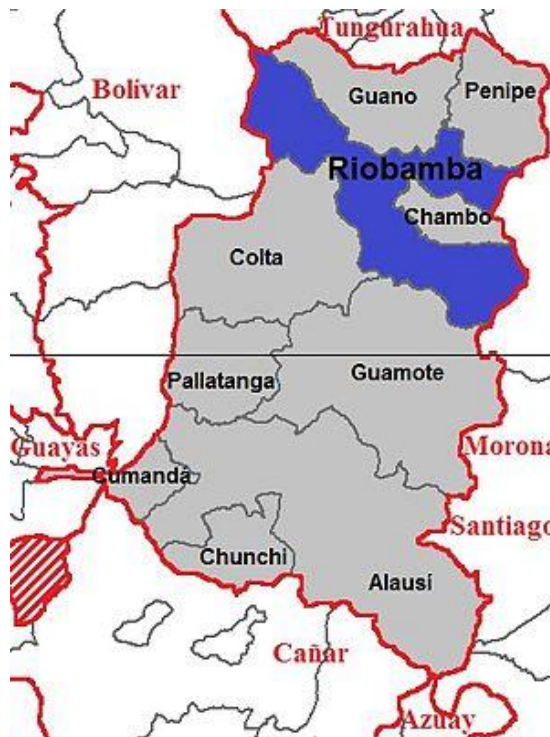 Tungurahua
Bolivar
Guano
Penipe
Riobamba
Chambo
Colta
Pallatanga
Guamote
Guayas
Morona
Cumandá
Santiago
Chunchi
Alausí
Cañar
Azuay